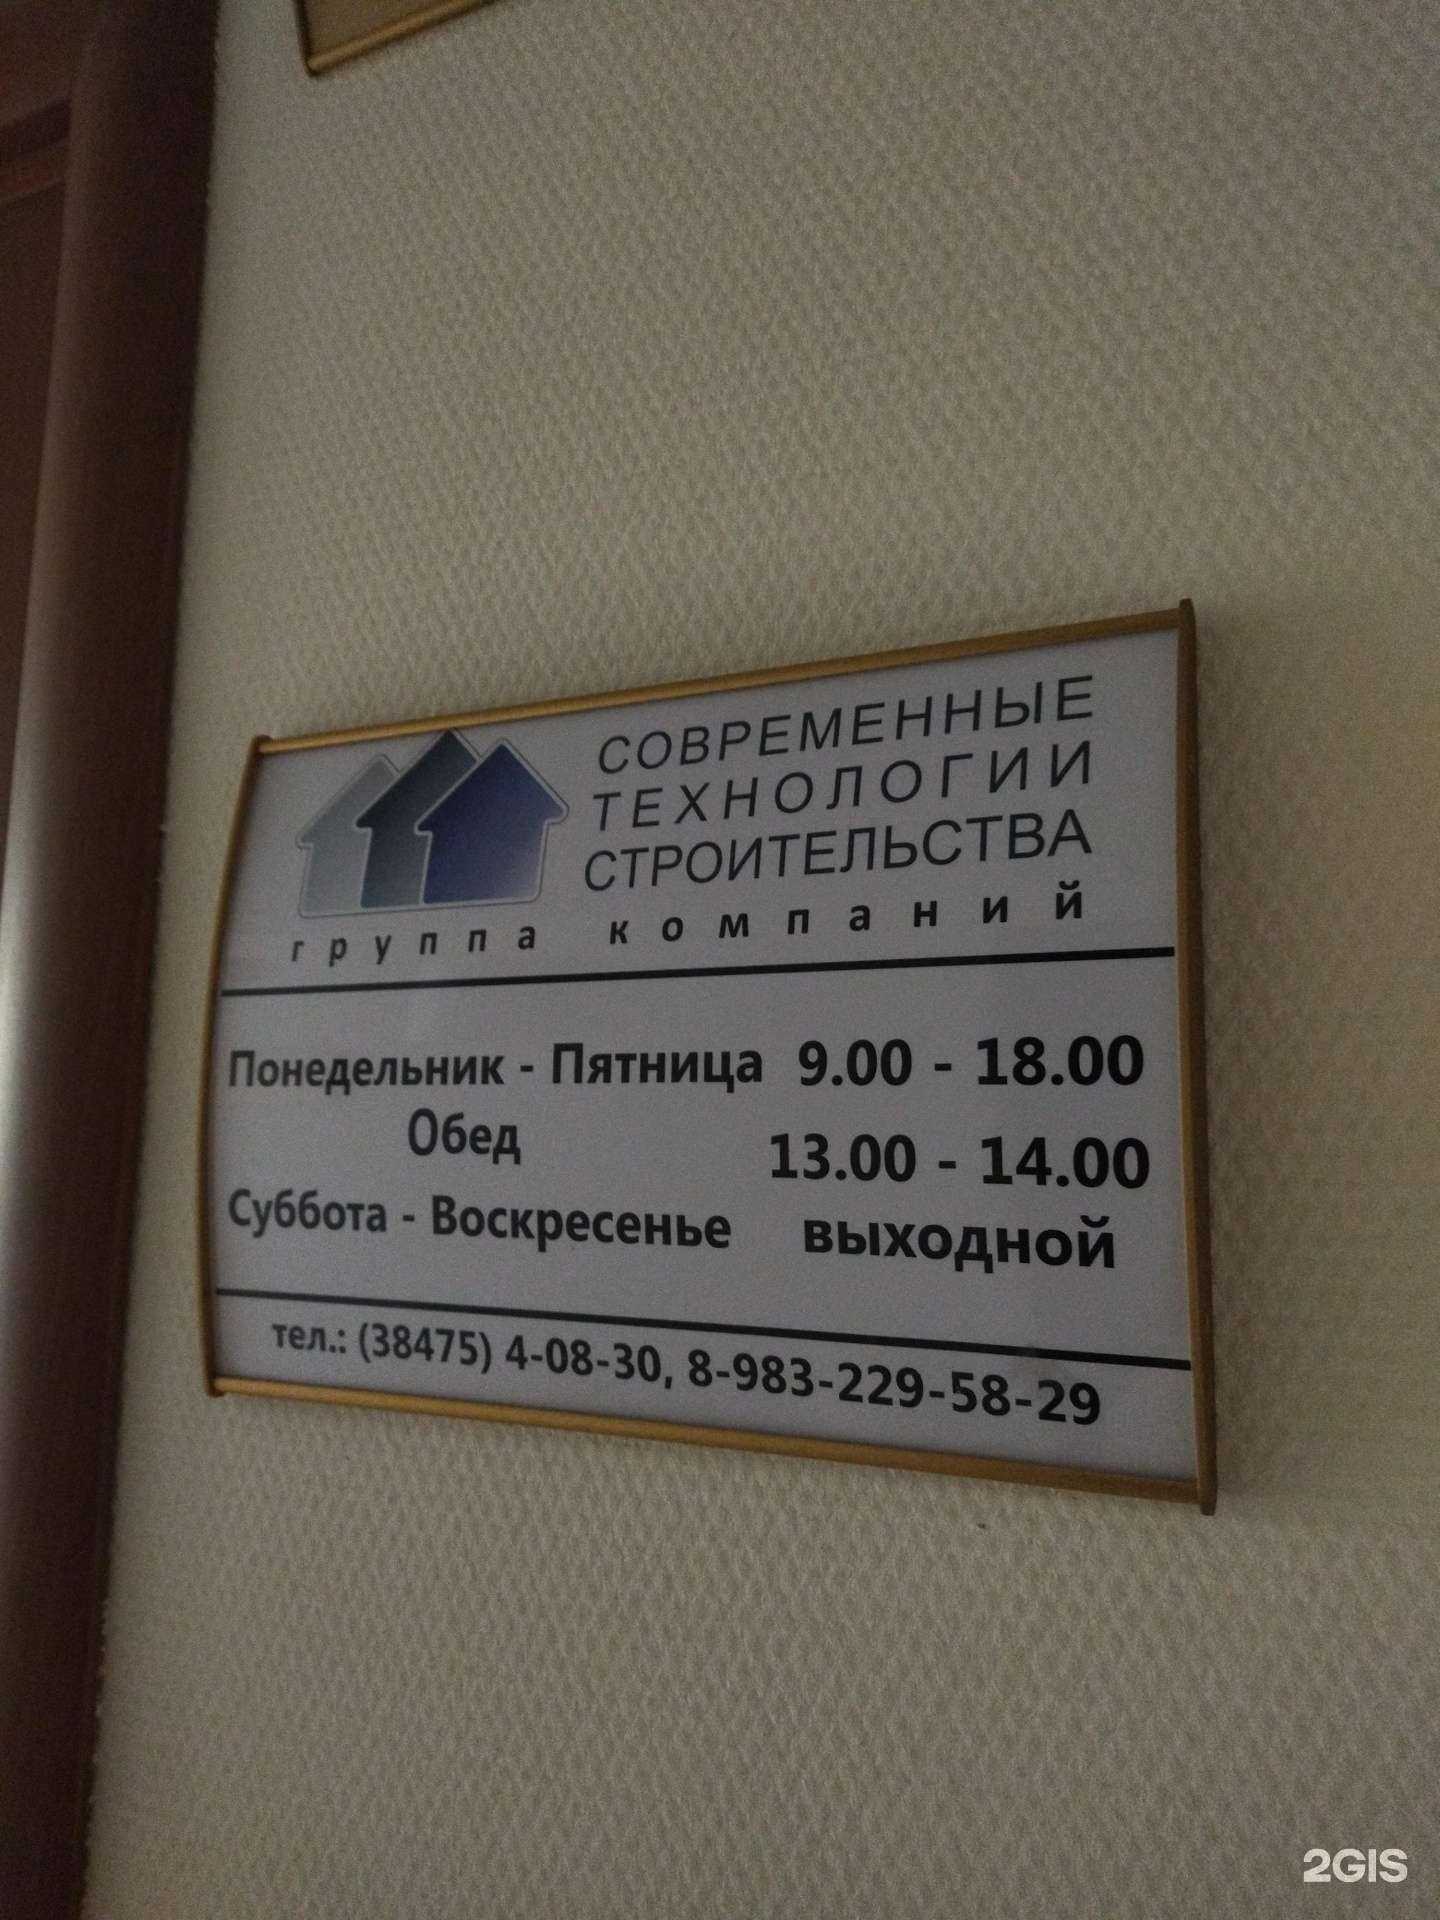 СОВРЕМЕННЫЕ
ТЕХНОЛОГИИ
СТРОИТЕЛЬСТВА
группа компаний
Понедельник - Пятница 9.00 - 18.00
Обед 13.00 - 14.00
Суббота - Воскресенье выходной
тел.: (38475) 4-08-30, 8-983-229-58-29
2GIS